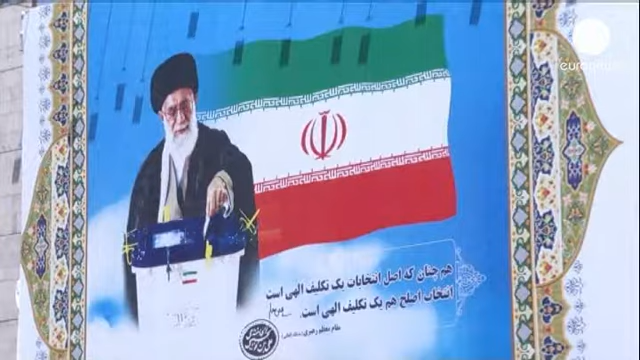 euronews
هم چنان که اصل انتخابات یک تکلیف الهی است
انتخاب اصلح هم یک تکلیف الهی است.
مقام معظم رهبری